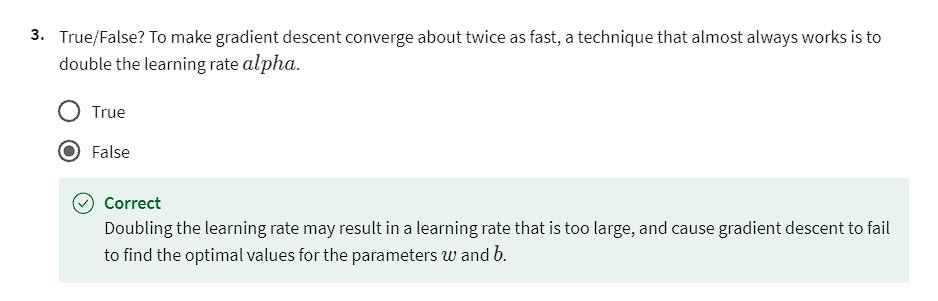 3. True/False? To make gradient descent converge about twice as fast, a technique that almost always works is to
double the learning rate alpha.
True
False
Correct
Doubling the learning rate may result in a learning rate that is too large, and cause gradient descent to fail
to find the optimal values for the parameters w and b.